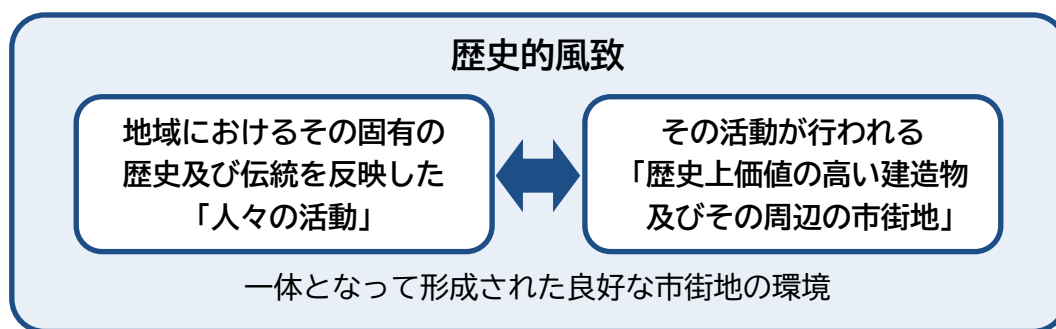 歴史的風致
地域におけるその固有の
歴史及び伝統を反映した
「人々の活動」
その活動が行われる
「歴史上価値の高い建造物
及びその周辺の市街地」
一体となって形成された良好な市街地の環境